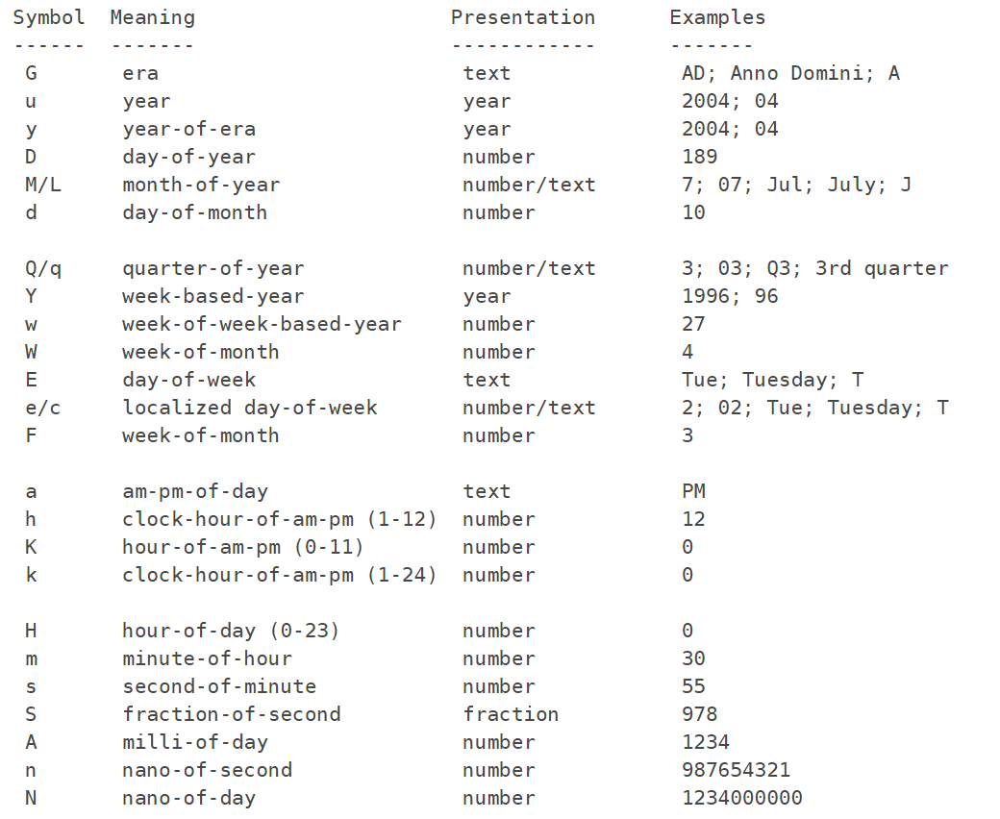 Symbol  Meaning                     Presentation      Examples
------  -------                     ------------      -------
 G       era                         text              AD; Anno Domini; A
 u       year                        year              2004; 04
 y       year-of-era                 year              2004; 04
 D       day-of-year                 number            189
 M/L     month-of-year               number/text       7; 07; Jul; July; J
 d       day-of-month                number            10

 Q/q     quarter-of-year             number/text       3; 03; Q3; 3rd quarter
 Y       week-based-year             year              1996; 96
 w       week-of-week-based-year     number            27
 W       week-of-month               number            4
 E       day-of-week                 text              Tue; Tuesday; T
 e/c     localized day-of-week       number/text       2; 02; Tue; Tuesday; T
 F       week-of-month               number            3

 a       am-pm-of-day                text              PM
 h       clock-hour-of-am-pm (1-12)  number            12
 K       hour-of-am-pm (0-11)        number            0
 k       clock-hour-of-am-pm (1-24)  number            0

 H       hour-of-day (0-23)          number            0
 m       minute-of-hour              number            30
 s       second-of-minute            number            55
 S       fraction-of-second          fraction          978
 A       milli-of-day                number            1234
 n       nano-of-second              number            987654321
 N       nano-of-day                 number            1234000000